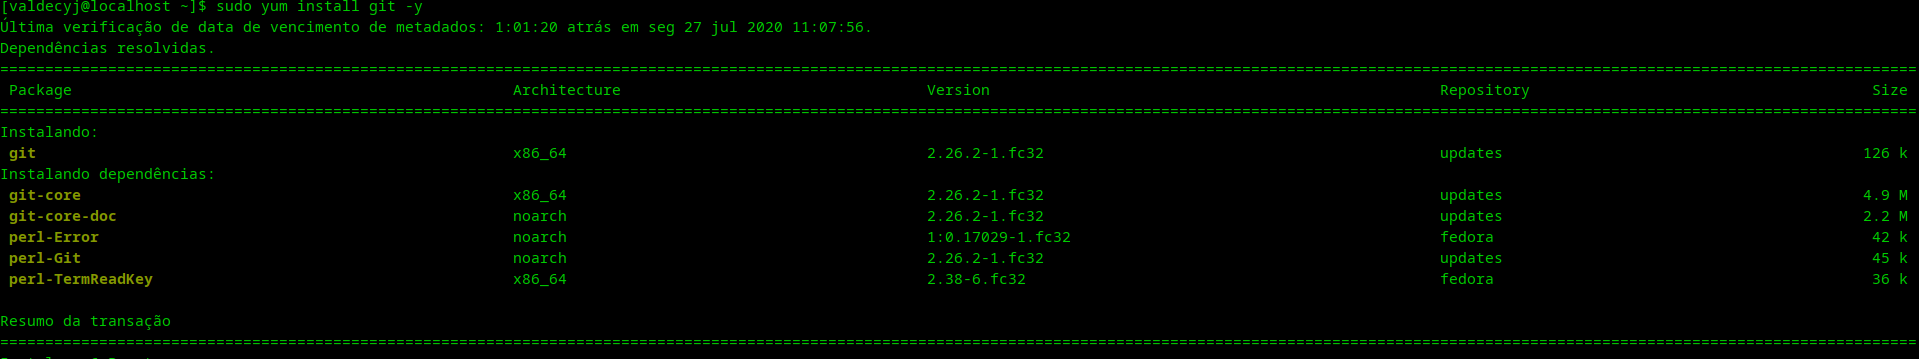 [valdecyj@localhost ~]$ sudo yum install git -y
Última verificação de data de vencimento de metadados: 1:01:20 atrás em seg 27 jul 2020 11:07:56.
Dependências resolvidas.
Package Architecture Version Repository Size
Instalando:
git x86_64 2.26.2-1.fc32 updates 126 k
Instalando dependências:
git-core x86_64 2.26.2-1.fc32 updates 4.9 M
git-core-doc noarch 2.26.2-1.fc32 updates 2.2 M
perl-Error noarch 1:0.17029-1.fc32 fedora 42 k
perl-Git noarch 2.26.2-1.fc32 updates 45 k
perl-TermReadKey x86_64 2.38-6.fc32 fedora 36 k
Resumo da transação